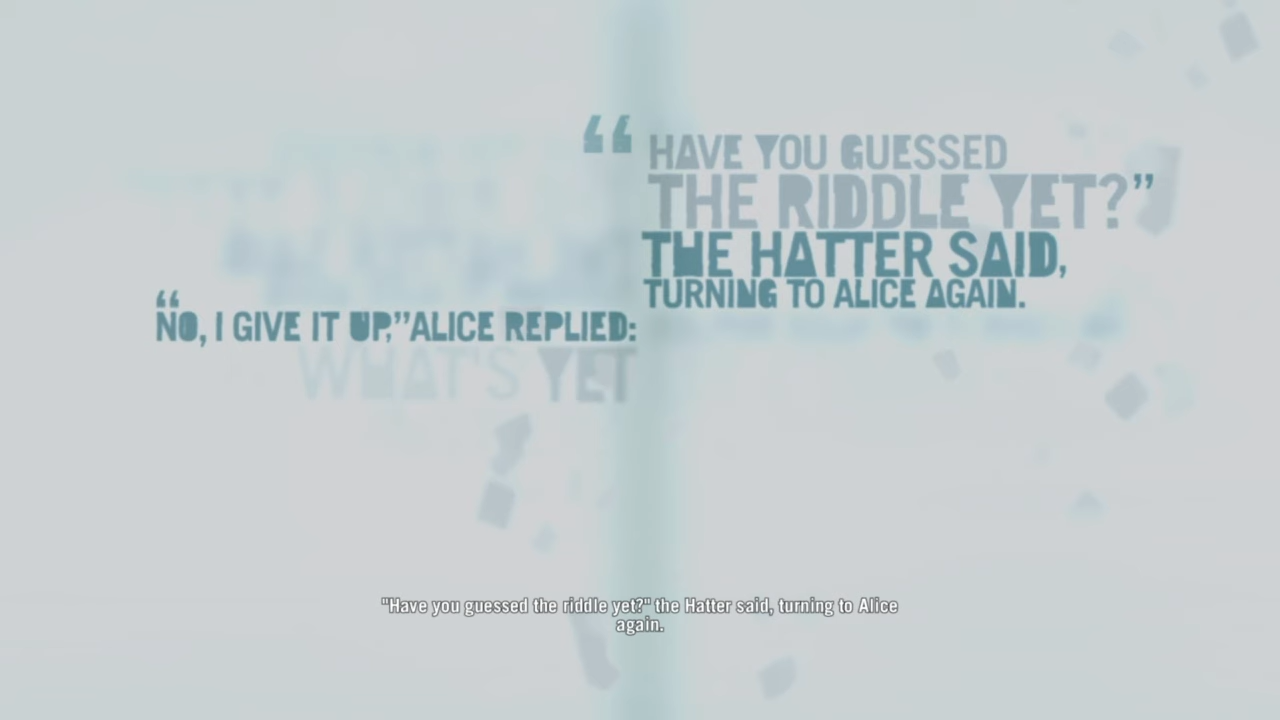 “HAVE YOU GUESSED
THE RIDDLE YET?”
THE HATTER SAID,
TURNING TO ALICE AGAIN.
“NO, I GIVE IT UP,” ALICE REPLIED:
WHAT'S YET
"Have you guessed the riddle yet?" the Hatter said, turning to Alice
again.